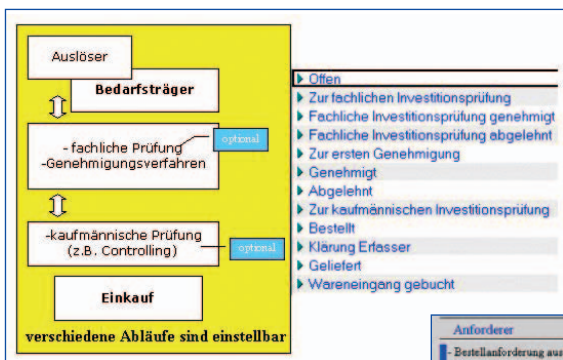 Auslöser
Bedarfsträger
- fachliche Prüfung
-Genehmigungsverfahren
optional
-kaufmännische Prüfung
(z.B. Controlling)
optional
Einkauf
verschiedene Abläufe sind einstellbar
Offen
Zur fachlichen Investitionsprüfung
Fachliche Investitionsprüfung genehmigt
Fachliche Investitionsprüfung abgelehnt
Zur ersten Genehmigung
Genehmigt
Abgelehnt
Zur kaufmännischen Investitionsprüfung
Bestellt
Klärung Erfasser
Geliefert
Wareneingang gebucht
Anforderer
- Bestellanforderung aus